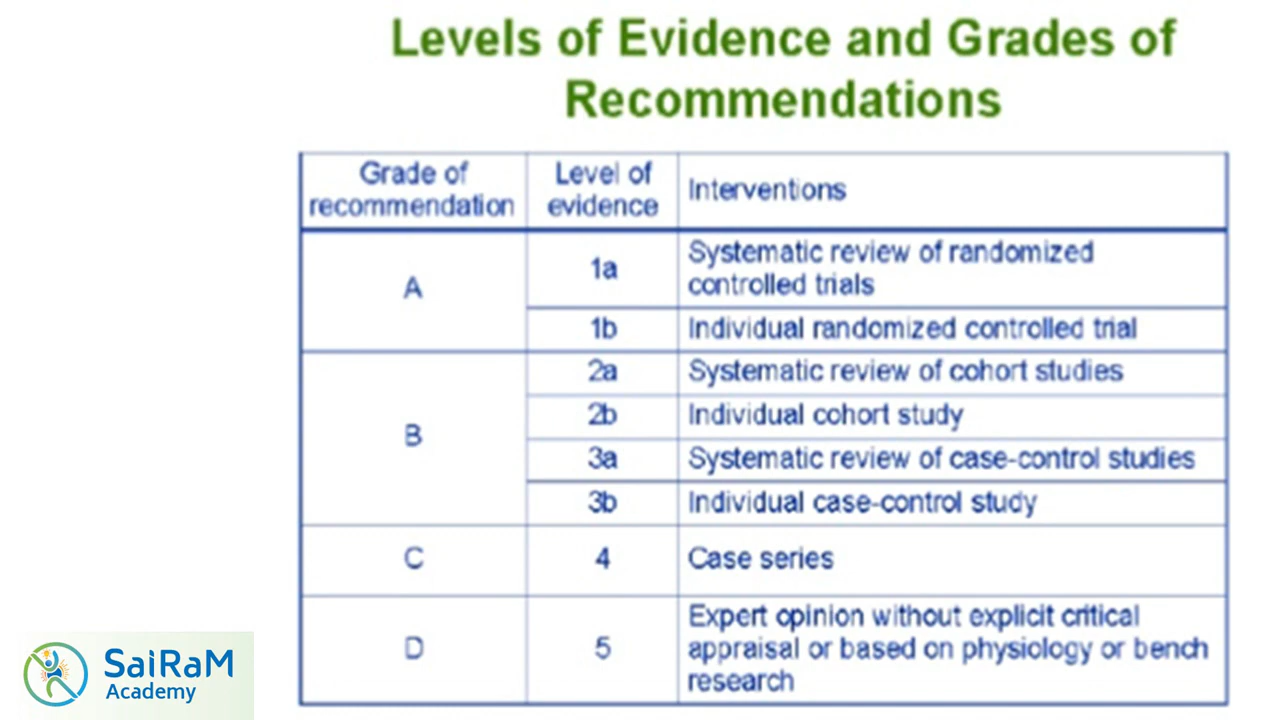 Levels of Evidence and Grades of
Recommendations
Grade of
recommendation
Level of
evidence
Interventions
A
1a
Systematic review of randomized
controlled trials
1b
Individual randomized controlled trial
B
2a
Systematic review of cohort studies
2b
Individual cohort study
3a
Systematic review of case-control studies
3b
Individual case-control study
C
4
Case series
D
5
Expert opinion without explicit critical
appraisal or based on physiology or bench
research
SaiRaM
Academy